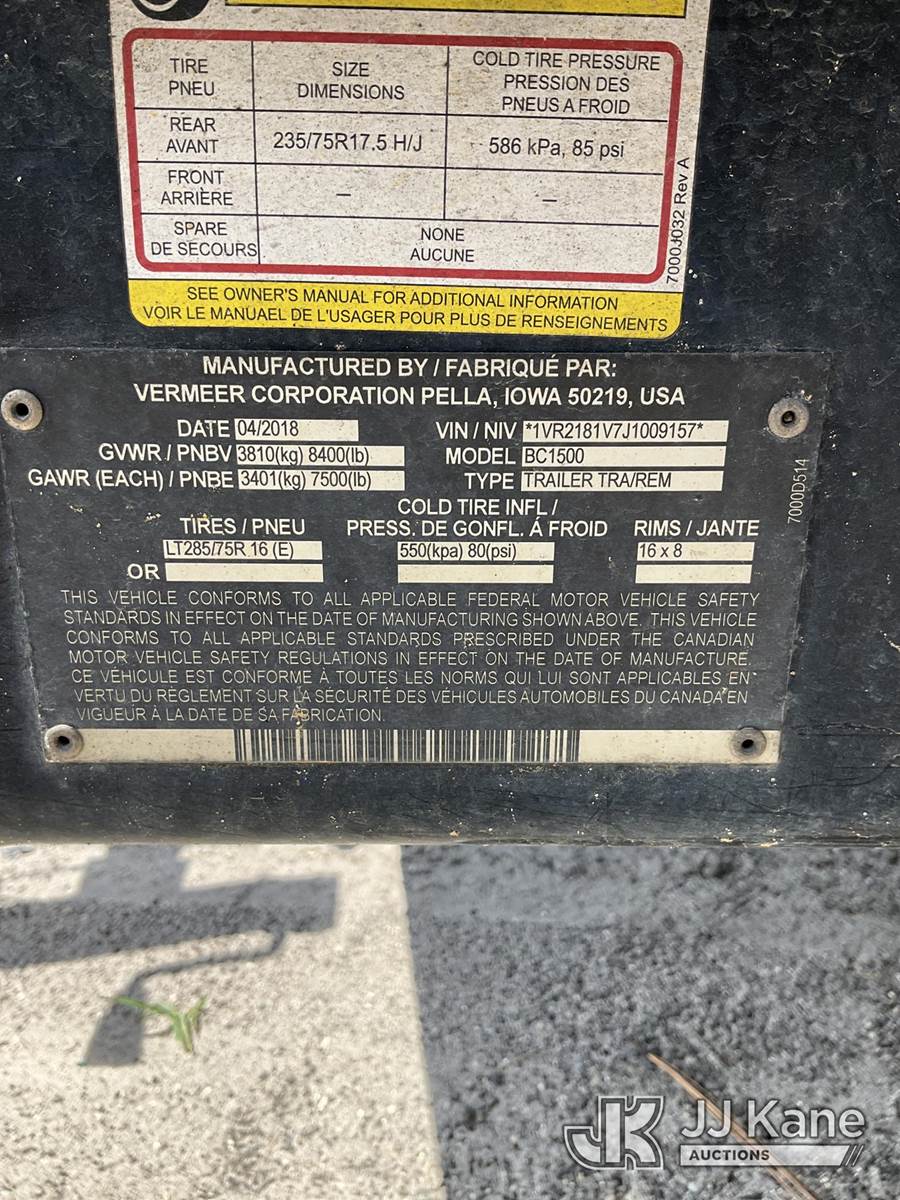 TIRE PNEU SIZE DIMENSIONS COLD TIRE PRESSURE PRESSION DES PNEUS A FROID
REAR AVANT 235/75R17.5 H/J 586 kPa, 85 psi
FRONT ARRIÈRE – –
SPARE DE SECOURS NONE AUCUNE
7000J032 Rev A
SEE OWNER'S MANUAL FOR ADDITIONAL INFORMATION
VOIR LE MANUAEL DE L'USAGER POUR PLUS DE RENSEIGNEMENTS
MANUFACTURED BY / FABRIQUÉ PAR:
VERMEER CORPORATION PELLA, IOWA 50219, USA
DATE 04/2018 VIN / NIV *1VR2181V7J1009157*
GVWR / PNBV 3810(kg) 8400(lb) MODEL BC1500
GAWR (EACH) / PNBE 3401(kg) 7500(lb) TYPE TRAILER TRA/REM
7000D514
COLD TIRE INFL /
TIRES / PNEU PRESS. DE GONFL. Á FROID RIMS / JANTE
LT285/75R 16 (E) 550(kpa) 80(psi) 16 x 8
OR
THIS VEHICLE CONFORMS TO ALL APPLICABLE FEDERAL MOTOR VEHICLE SAFETY
STANDARDS IN EFFECT ON THE DATE OF MANUFACTURING SHOWN ABOVE. THIS VEHICLE
CONFORMS TO ALL APPLICABLE STANDARDS PRESCRIBED UNDER THE CANADIAN
MOTOR VEHICLE SAFETY REGULATIONS IN EFFECT ON THE DATE OF MANUFACTURE.
CE VÉHICULE EST CONFORME À TOUTES LES NORMS QUI LUI SONT APPLICABLES EN
VERTU DU RÈGLEMENT SUR LA SÉCURITÉ DES VÉHICULES AUTOMOBILES DU CANADA EN
VIGUEUR À LA DATE DE SA FABRICATION.
JK JJ Kane
AUCTIONS